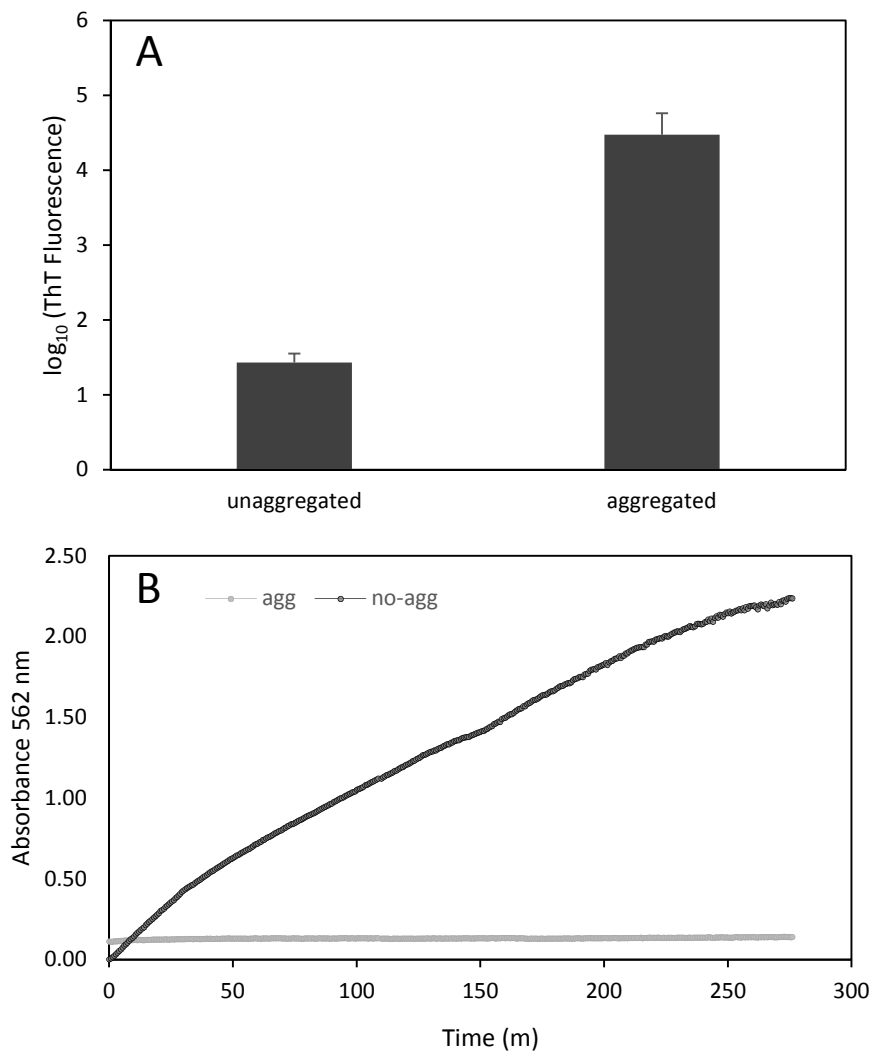 A
6
5
4
3
2
1
0
log10 (ThT Fluorescence)
unaggregated aggregated
B
agg no-agg
2.50
2.00
1.50
1.00
0.50
0.00
Absorbance 562 nm
0 50 100 150 200 250 300
Time (m)